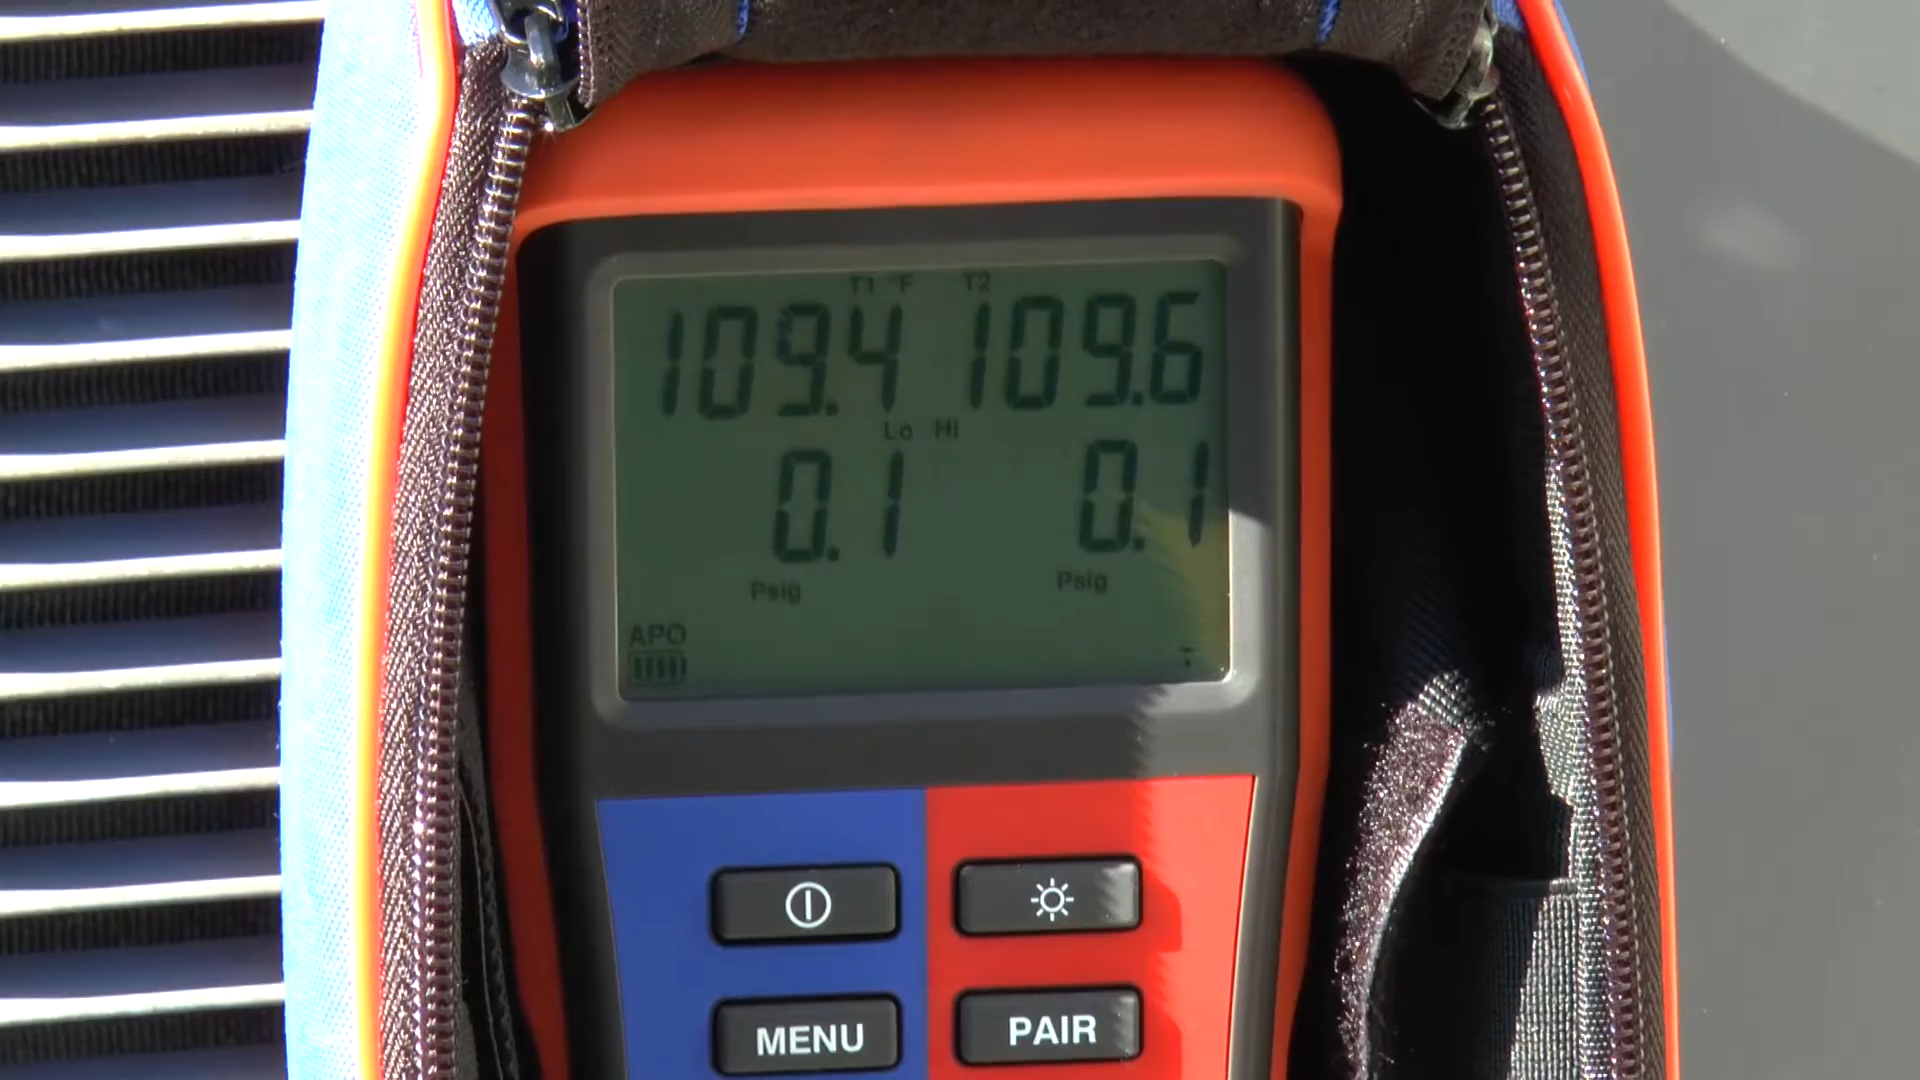 T1 °F T2
109.4 109.6
Lo HI
0.1 0.1
Psig Psig
APO
MENU PAIR